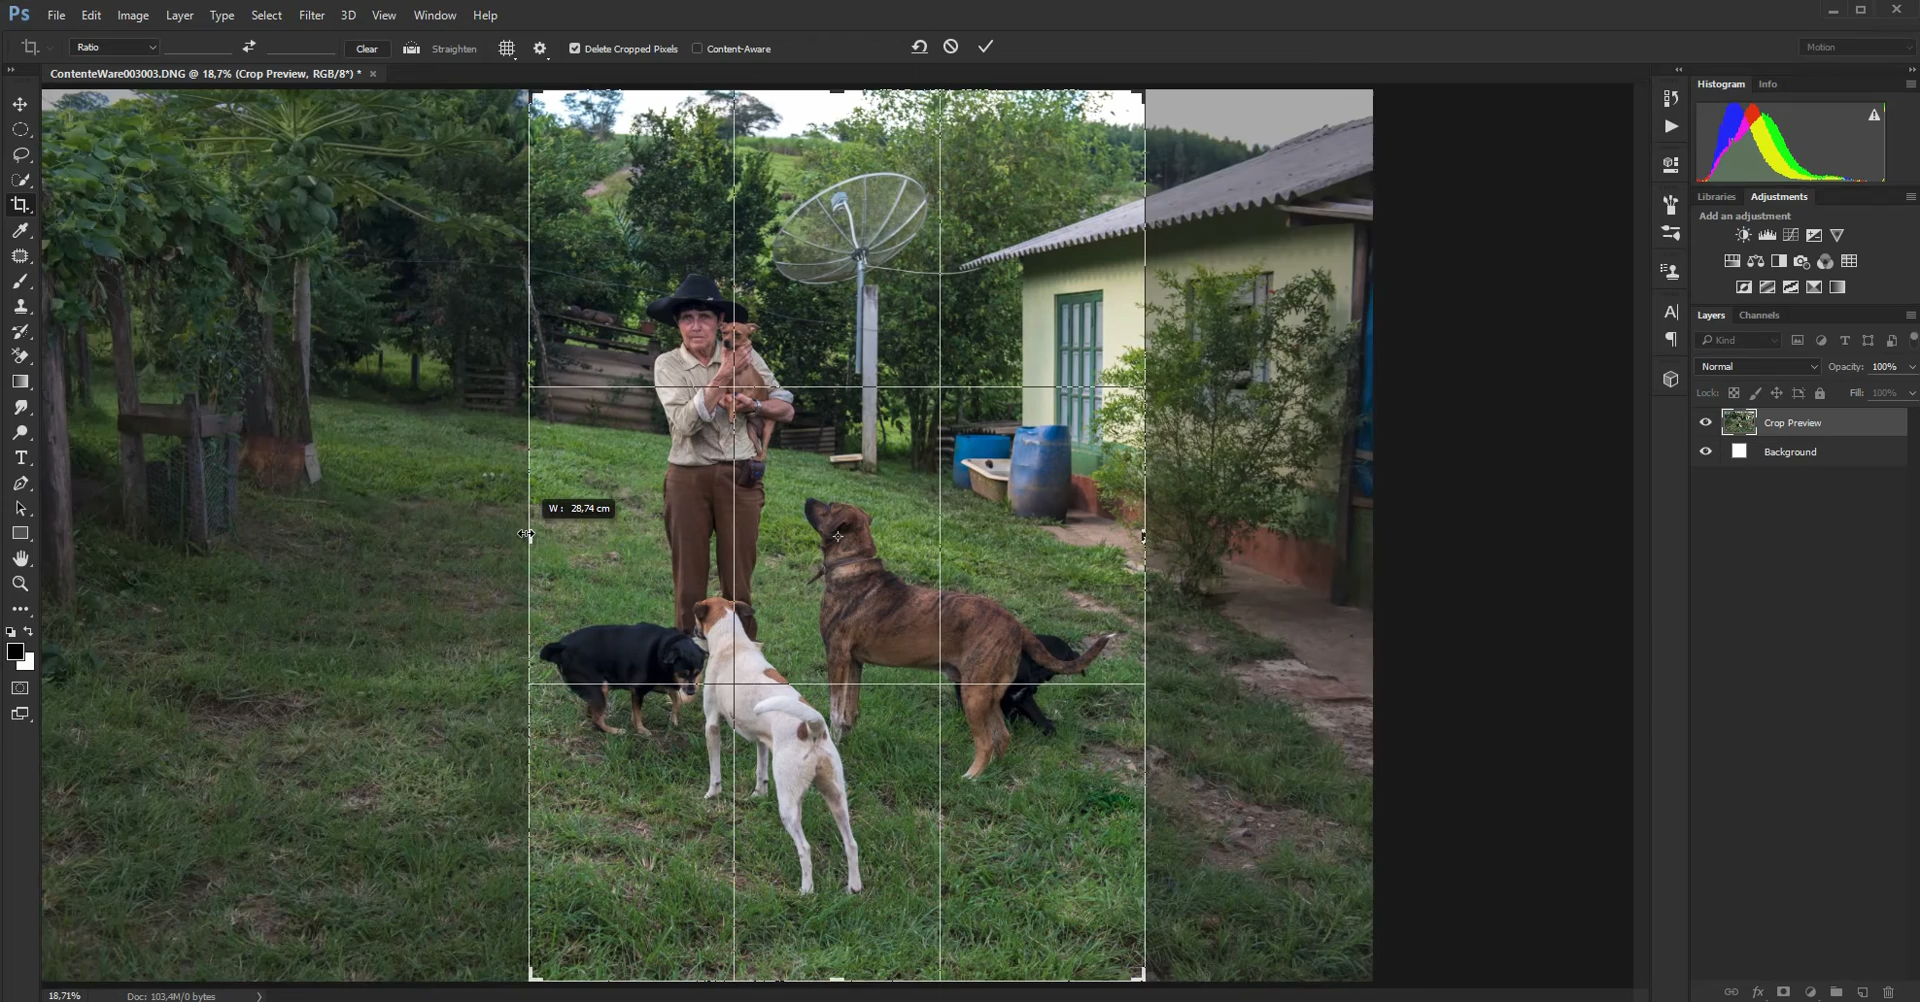 Ps File Edit Image Layer Type Select Filter 3D View Window Help
Ratio Clear Straighten Delete Cropped Pixels Content-Aware Motion
ContenteWare003003.DNG @ 18,7% (Crop Preview, RGB/8*) *
Histogram Info
Libraries Adjustments
Add an adjustment
Layers Channels
Kind
Normal Opacity: 100%
Lock: Fill: 100%
Crop Preview
Background
W: 28,74 cm
18,71% Doc: 103,4M/0 bytes